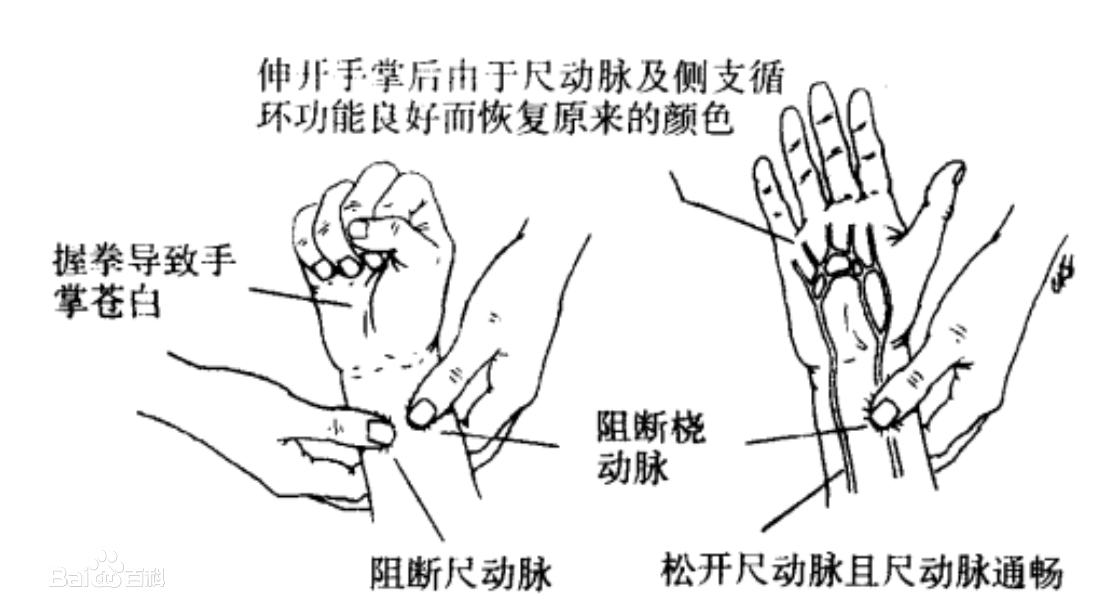 伸开手掌后由于尺动脉及侧支循
环功能良好而恢复原来的颜色
握拳导致手
掌苍白
阻断桡
动脉
阻断尺动脉
松开尺动脉且尺动脉通畅
Bai百科